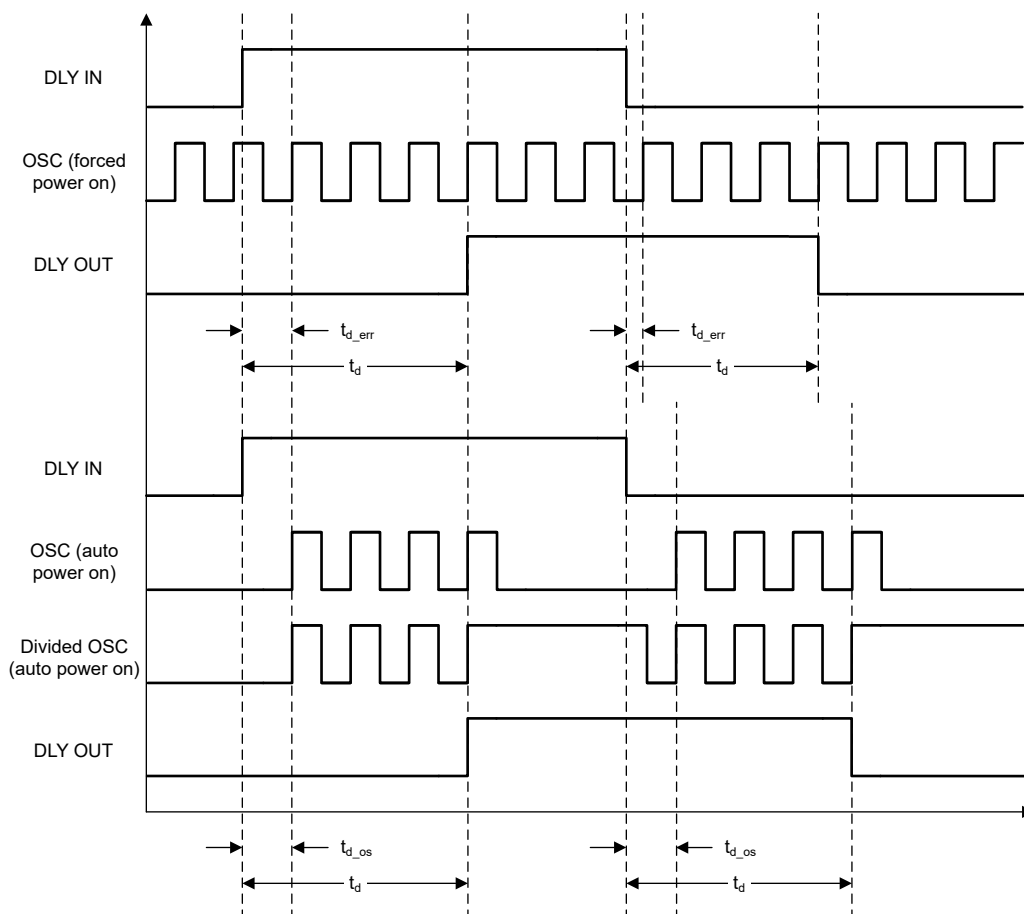 DLY IN
OSC (forced
power on)
DLY OUT
t_d_err
t_d_err
t_d
t_d
DLY IN
OSC (auto
power on)
Divided OSC
(auto power on)
DLY OUT
t_d_os
t_d_os
t_d
t_d